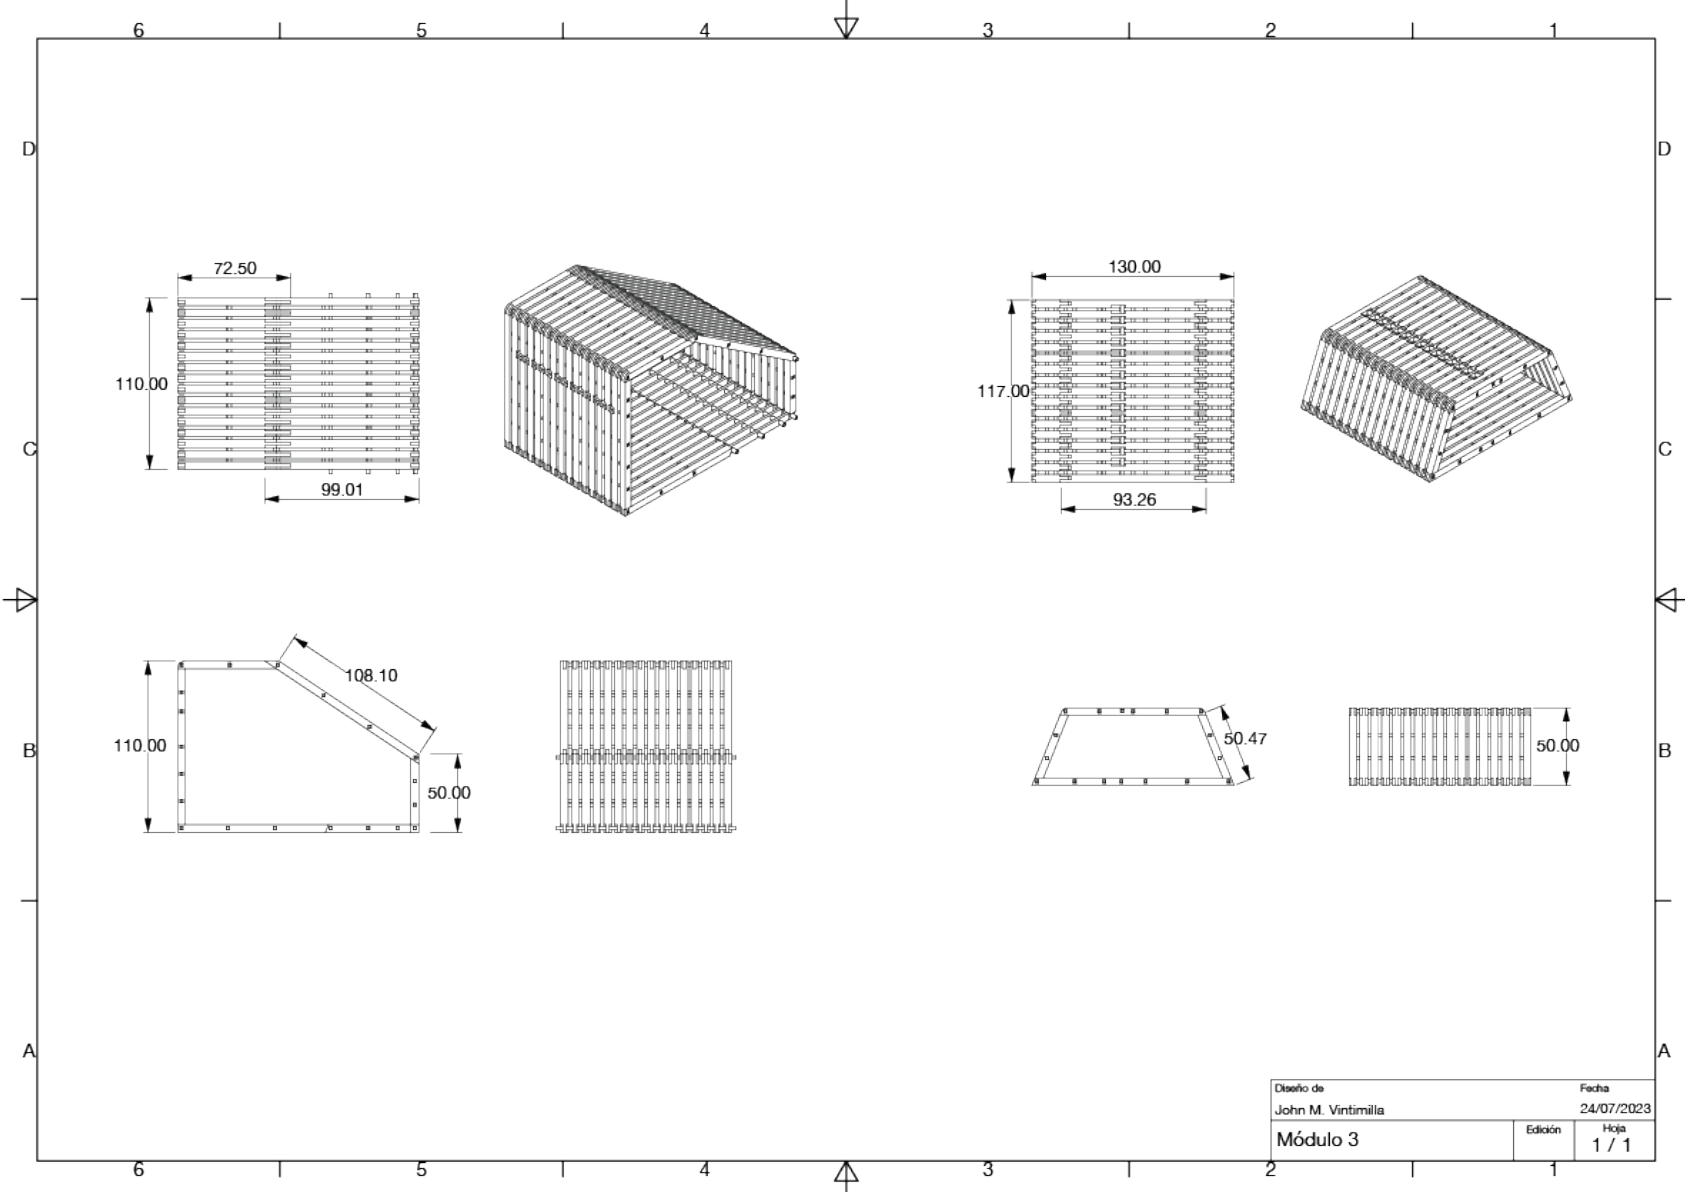 6 5 4 3 2 1
D D
72.50
130.00
110.00
117.00
C C
99.01
93.26
108.10
110.00
50.00
50.47
50.00
B B
A A
Diseño de Fecha
John M. Vintimilla 24/07/2023
Módulo 3 Edición Hoja
1 / 1
6 5 4 3 2 1